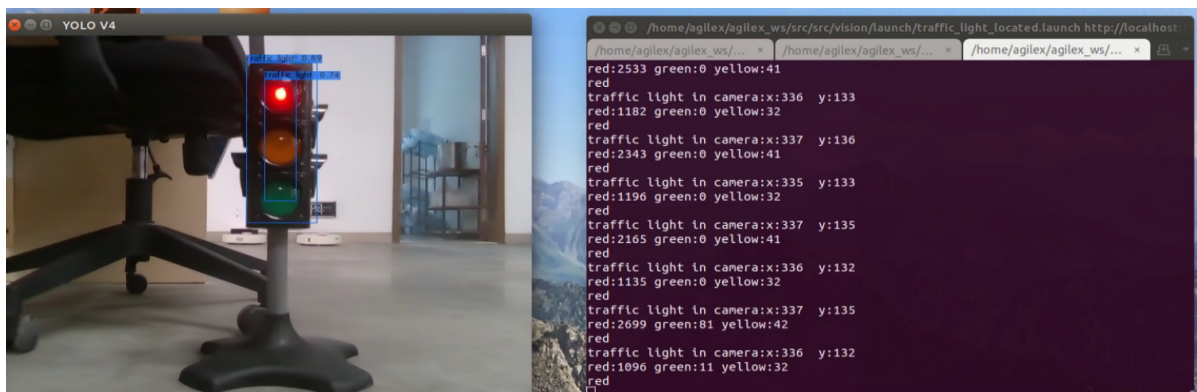 YOLO V4
traffic light 0.69
traffic light 0.74
/home/agilex/agilex_ws/src/src/vision/launch/traffic_light_located.launch http://localhost:
/home/agilex/agilex_ws/... × /home/agilex/agilex_ws/... × /home/agilex/agilex_ws/... ×
red:2533 green:0 yellow:41
red
traffic light in camera:x:336 y:133
red:1182 green:0 yellow:32
red
traffic light in camera:x:337 y:136
red:2343 green:0 yellow:41
red
traffic light in camera:x:335 y:133
red:1196 green:0 yellow:32
red
traffic light in camera:x:337 y:135
red:2165 green:0 yellow:41
red
traffic light in camera:x:336 y:132
red:1135 green:0 yellow:32
red
traffic light in camera:x:337 y:135
red:2699 green:81 yellow:42
red
traffic light in camera:x:336 y:132
red:1096 green:11 yellow:32
red